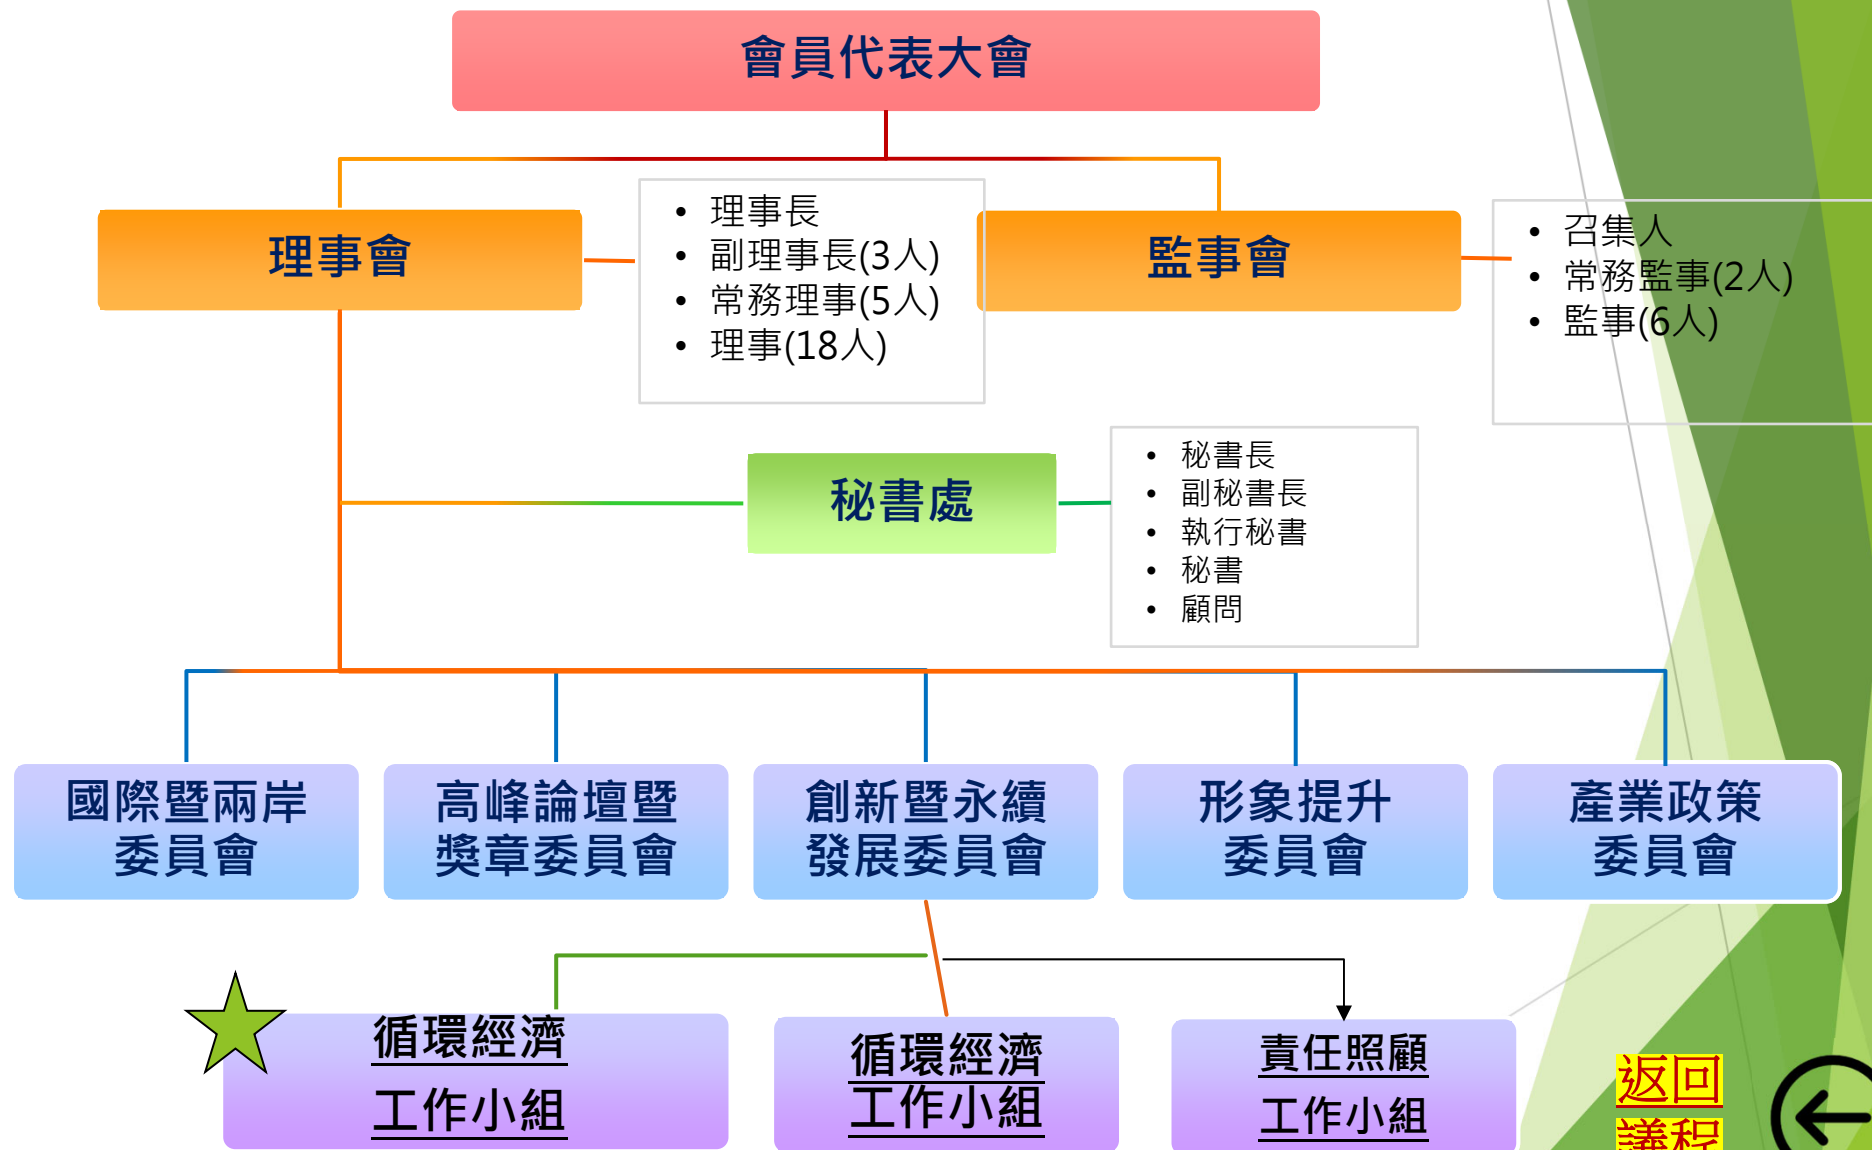 會員代表大會
理事會
• 理事長
• 副理事長(3人)
• 常務理事(5人)
• 理事(18人)
監事會
• 召集人
• 常務監事(2人)
• 監事(6人)
秘書處
• 秘書長
• 副秘書長
• 執行秘書
• 秘書
• 顧問
國際暨兩岸
委員會
高峰論壇暨
獎章委員會
創新暨永續
發展委員會
形象提升
委員會
產業政策
委員會
循環經濟
工作小組
循環經濟
工作小組
責任照顧
工作小組
返回
議程